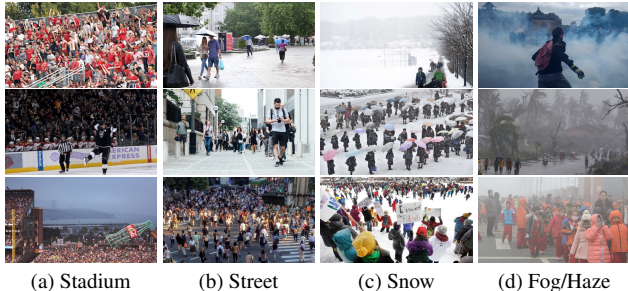 AMERICAN
EXPRESS
(a) Stadium
(b) Street
(c) Snow
(d) Fog/Haze